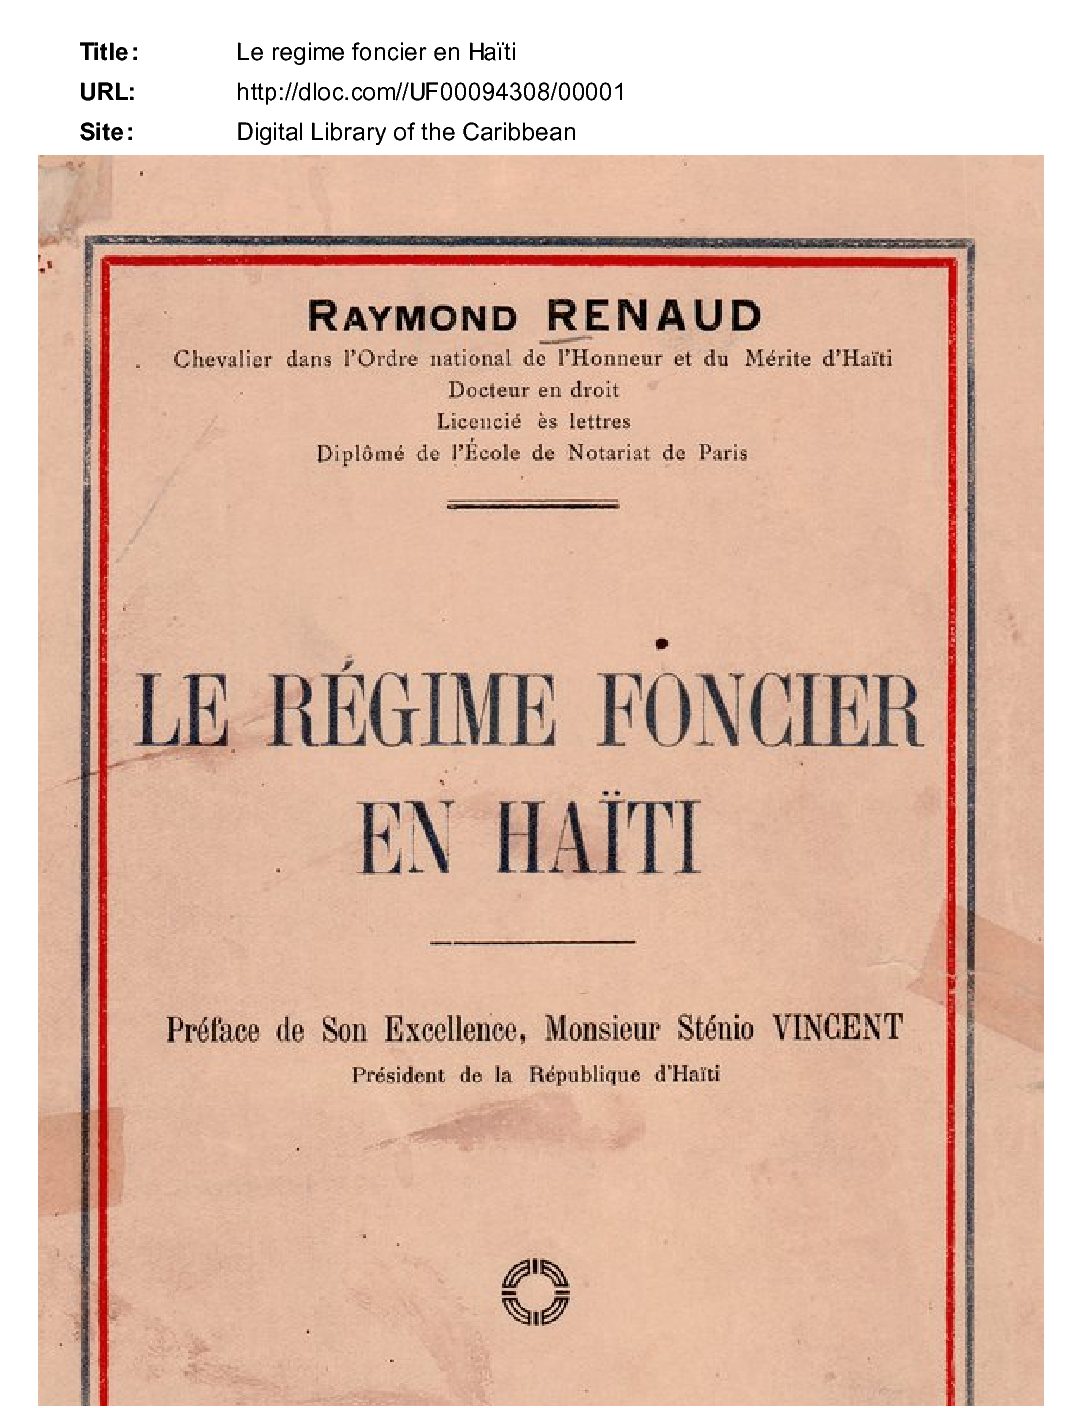 Title: Le regime foncier en Haïti
URL: http://dloc.com//UF00094308/00001
Site: Digital Library of the Caribbean
RAYMOND RENAUD
Chevalier dans l'Ordre national de l'Honneur et du Mérite d'Haïti
Docteur en droit
Licencié ès lettres
Diplômé de l'École de Notariat de Paris
LE RÉGIME FONCIER
EN HAÏTI
Préface de Son Excellence, Monsieur Sténio VINCENT
Président de la République d'Haïti